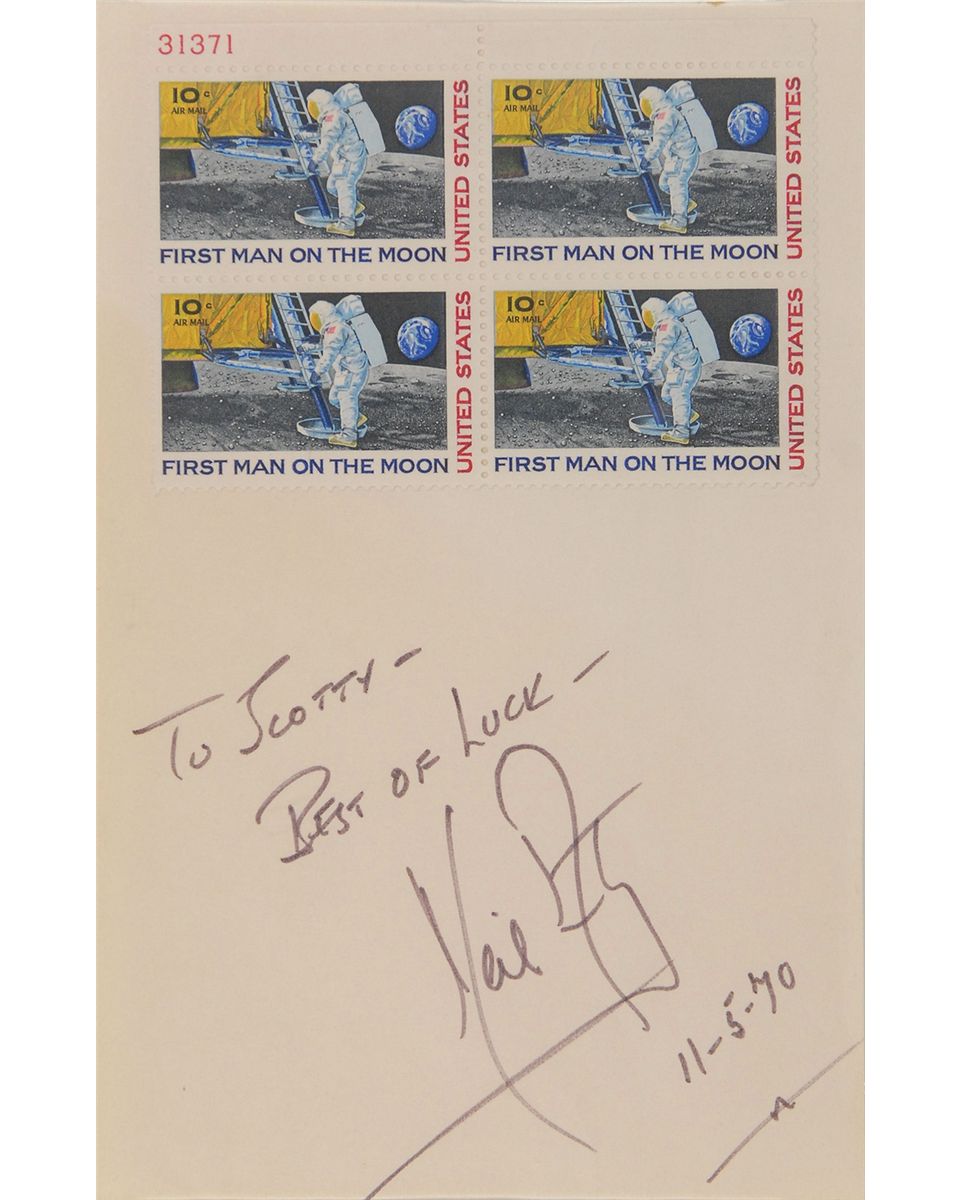 31371
10c
AIR MAIL
UNITED STATES
FIRST MAN ON THE MOON
10c
AIR MAIL
UNITED STATES
FIRST MAN ON THE MOON
10c
AIR MAIL
UNITED STATES
FIRST MAN ON THE MOON
10c
AIR MAIL
UNITED STATES
FIRST MAN ON THE MOON
TO SCOTTY -
BEST OF LUCK -
Neil
11-5-70